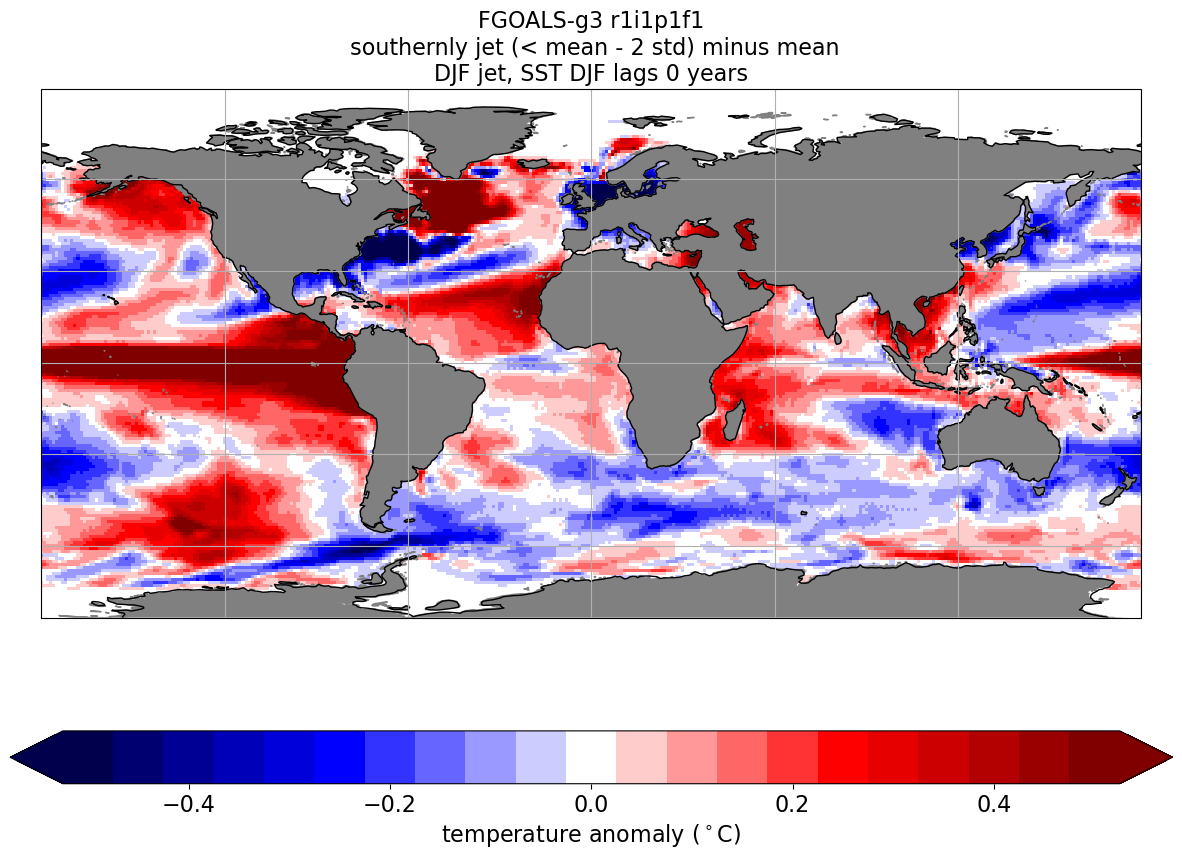 FGOALS-g3 r1i1p1f1
southernly jet (< mean - 2 std) minus mean
DJF jet, SST DJF lags 0 years
−0.4 −0.2 0.0 0.2 0.4
temperature anomaly (°C)